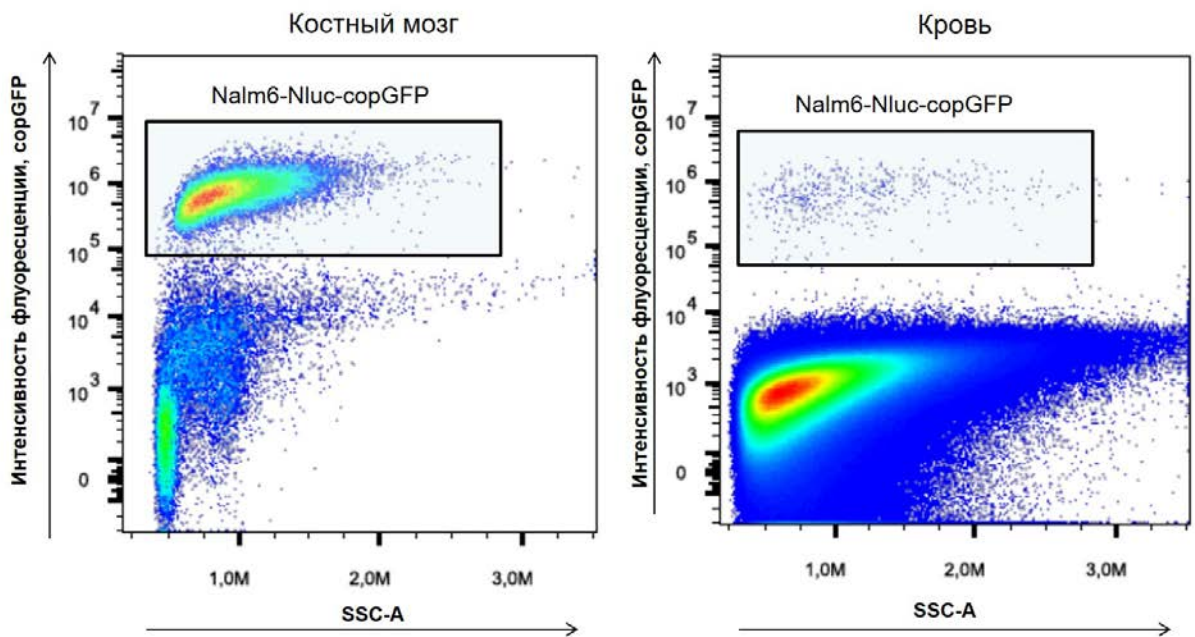 Костный мозг
Интенсивность флуоресценции, copGFP
Nalm6-Nluc-copGFP
10^7
10^6
10^5
10^4
10^3
0
1,0M 2,0M 3,0M
SSC-A
Кровь
Интенсивность флуоресценции, copGFP
Nalm6-Nluc-copGFP
10^7
10^6
10^5
10^4
10^3
0
1,0M 2,0M 3,0M
SSC-A